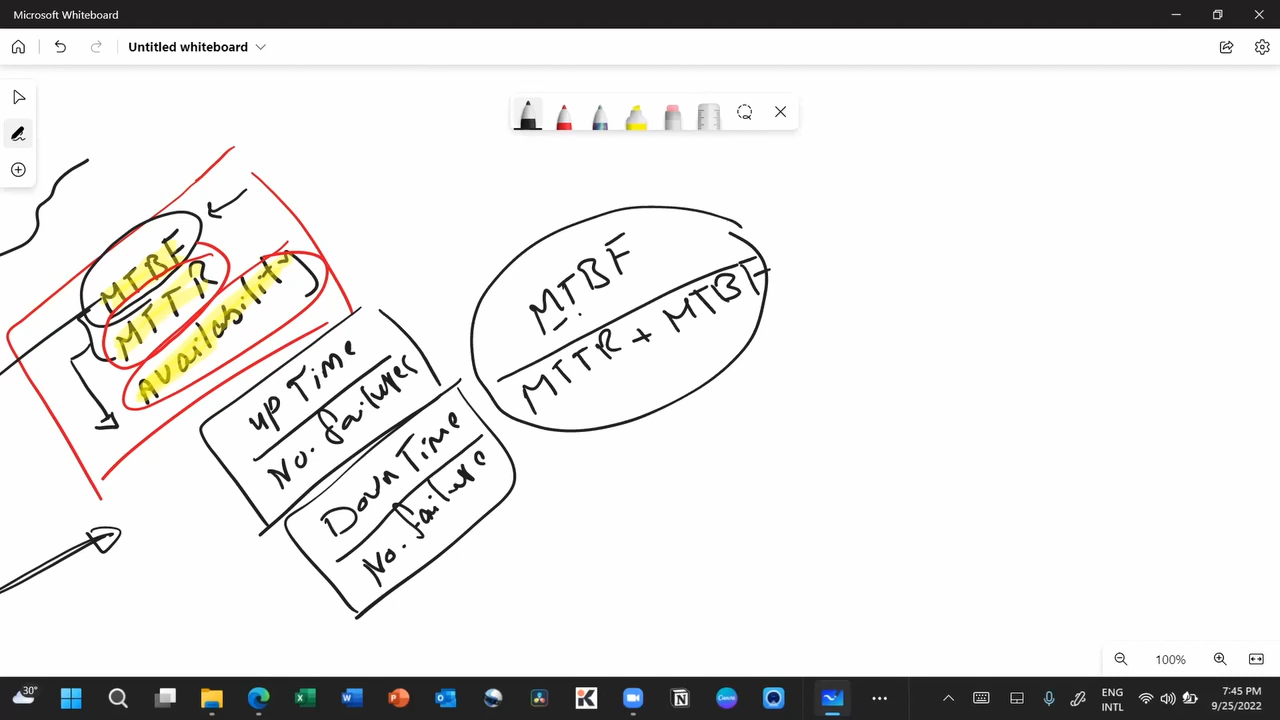 Microsoft Whiteboard
Untitled whiteboard
MTBF
MTTR
Availability
up Time
No. failures
Down Time
No. failure
MTBF
MTTR + MTBF
100%
30°
ENG
INTL
7:45 PM
9/25/2022